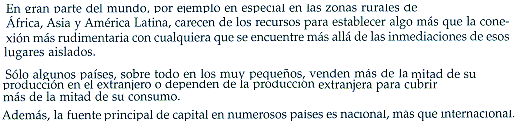 En gran parte del mundo, por ejemplo en especial en las zonas rurales de
África, Asia y América Latina, carecen de los recursos para establecer algo más que la cone-
xión más rudimentaria con cualquiera que se encuentre más allá de las inmediaciones de esos
lugares aislados.
Sólo algunos países, sobre todo en los muy pequeños, venden más de la mitad de su
producción en el extranjero o dependen de la producción extranjera para cubrir
más de la mitad de su consumo.
Además, la fuente principal de capital en numerosos países es nacional, más que internacional.